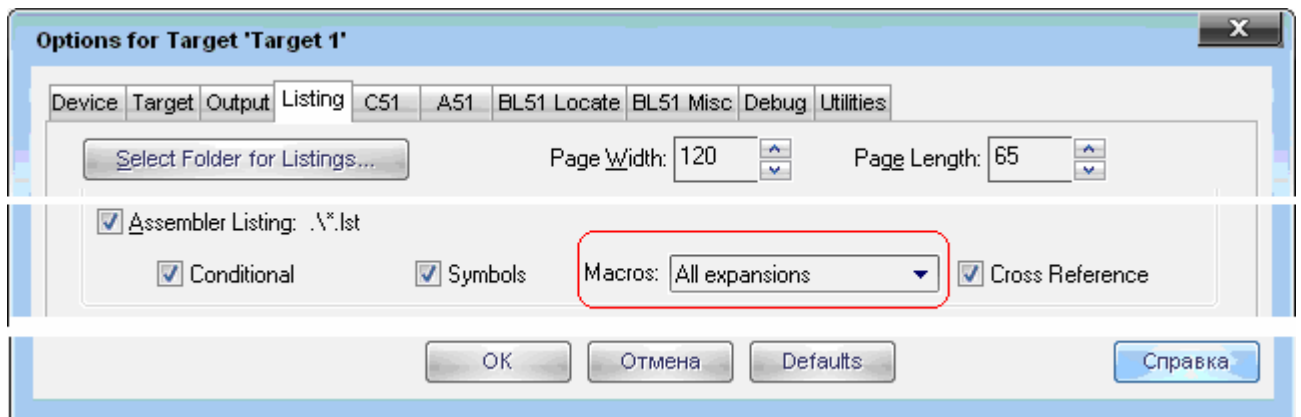 Options for Target 'Target 1'
x
Device Target Output Listing C51 A51 BL51 Locate BL51 Misc Debug Utilities
Select Folder for Listings... Page Width: 120 Page Length: 65
Assembler Listing: .\*.lst
Conditional Symbols Macros: All expansions Cross Reference
OK Отмена Defaults Справка